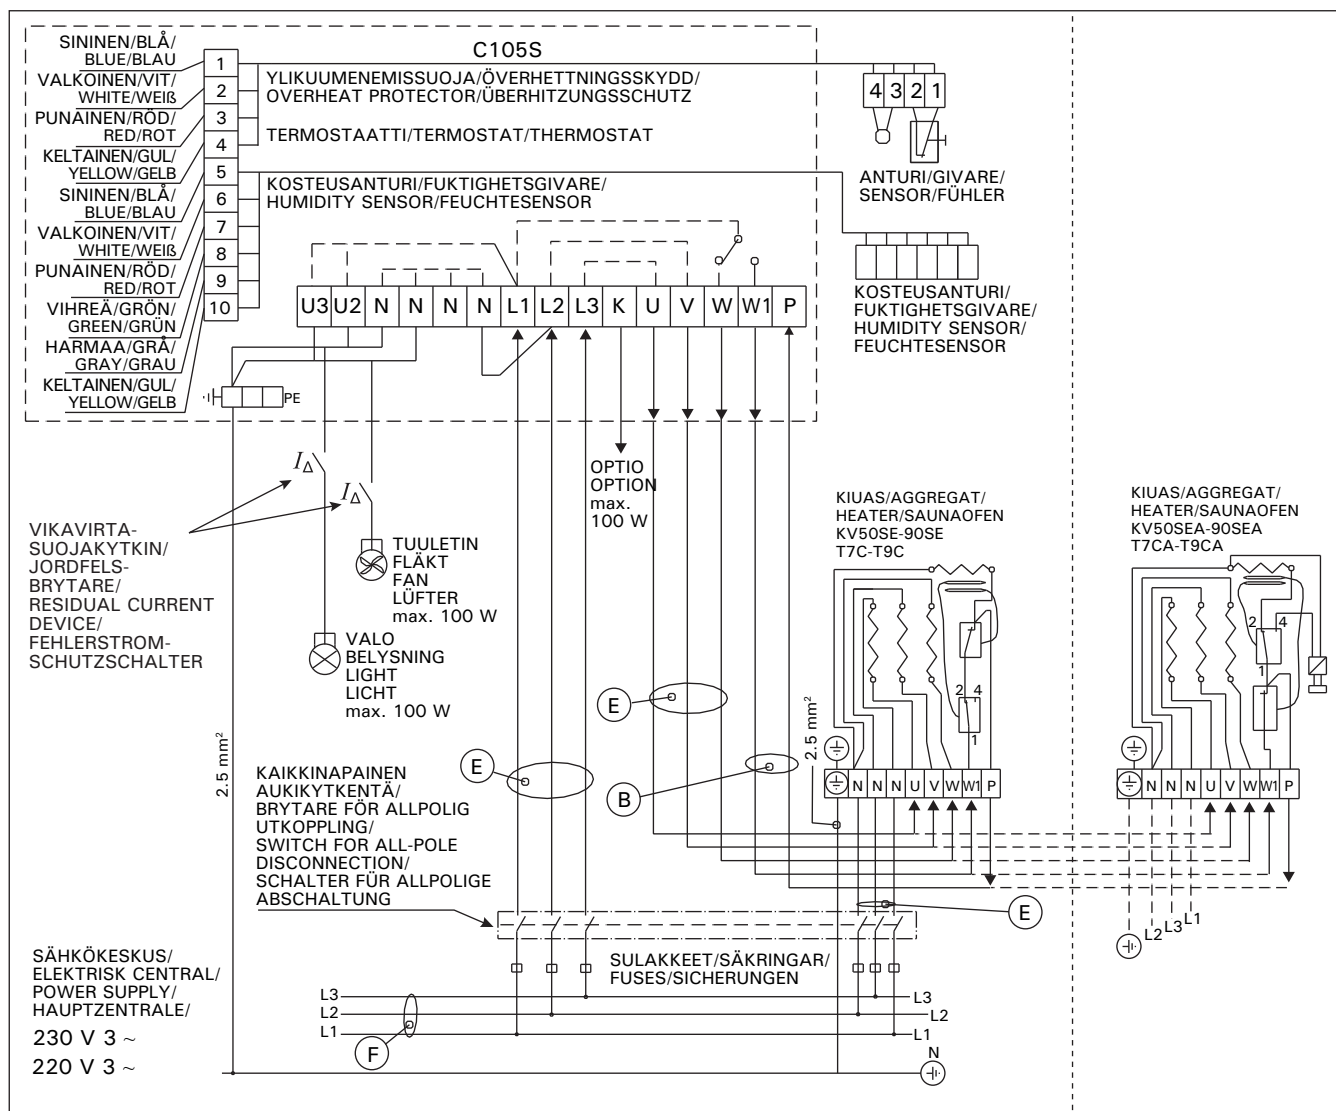 C105S
SININEN/BLÅ/
BLUE/BLAU
VALKOINEN/VIT/
WHITE/WEIß
PUNAINEN/RÖD/
RED/ROT
KELTAINEN/GUL/
YELLOW/GELB
SININEN/BLÅ/
BLUE/BLAU
VALKOINEN/VIT/
WHITE/WEIß
PUNAINEN/RÖD/
RED/ROT
VIHREÄ/GRÖN/
GREEN/GRÜN
HARMAA/GRÅ/
GRAY/GRAU
KELTAINEN/GUL/
YELLOW/GELB
1
2
3
4
5
6
7
8
9
10
YLIKUUMENEMISSUOJA/ÖVERHETTNINGSSKYDD/
OVERHEAT PROTECTOR/ÜBERHITZUNGSSCHUTZ
TERMOSTAATTI/TERMOSTAT/THERMOSTAT
KOSTEUSANTURI/FUKTIGHETSGIVARE/
HUMIDITY SENSOR/FEUCHTESENSOR
4 3 2 1
ANTURI/GIVARE/
SENSOR/FÜHLER
KOSTEUSANTURI/
FUKTIGHETSGIVARE/
HUMIDITY SENSOR/
FEUCHTESENSOR
U3 U2 N N N N L1 L2 L3 K U V W W1 P
PE
I∆
I∆
VIKAVIRTA-
SUOJAKYTKIN/
JORDFELS-
BRYTARE/
RESIDUAL CURRENT
DEVICE/
FEHLERSTROM-
SCHUTZSCHALTER
TUULETIN
FLÄKT
FAN
LÜFTER
max. 100 W
VALO
BELYSNING
LIGHT
LICHT
max. 100 W
OPTIO
OPTION
max.
100 W
KIUAS/AGGREGAT/
HEATER/SAUNAOFEN
KV50SE-90SE
T7C-T9C
2 4
1
N N N U V W W1 P
KIUAS/AGGREGAT/
HEATER/SAUNAOFEN
KV50SEA-90SEA
T7CA-T9CA
2 4
1
N N N U V W W1 P
L2 L3 L1
2.5 mm²
2.5 mm²
E
E
B
E
KAIKKINAPAINEN
AUKIKYTKENTÄ/
BRYTARE FÖR ALLPOLIG
UTKOPPLING/
SWITCH FOR ALL-POLE
DISCONNECTION/
SCHALTER FÜR ALLPOLIGE
ABSCHALTUNG
SULAKKEET/SÄKRINGAR/
FUSES/SICHERUNGEN
SÄHKÖKESKUS/
ELEKTRISK CENTRAL/
POWER SUPPLY/
HAUPTZENTRALE/
230 V 3 ~
220 V 3 ~
L3
L2
L1
F
L3
L2
L1
N